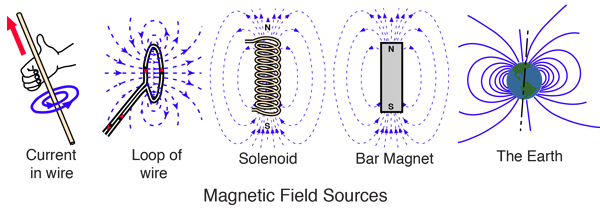 N
S
N
S
Current
in wire
Loop of
wire
Solenoid
Bar Magnet
The Earth
Magnetic Field Sources